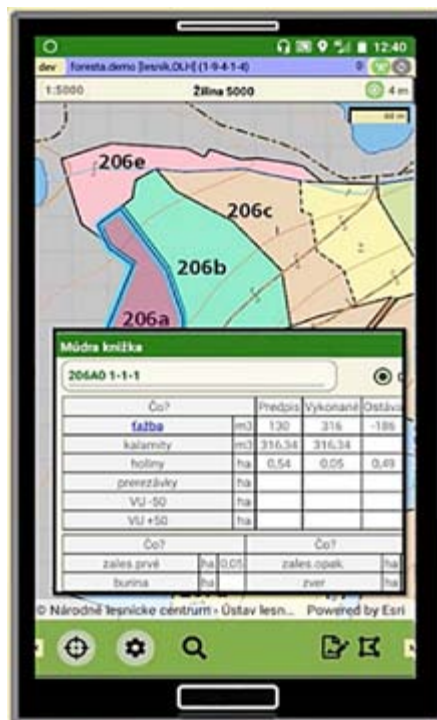 12:40
dev foresta.demo [lesnik,OLH] (1-9-4-1-4) 0
1:5000 Žilina 5000 4 m
60 m
206e
206c
206b
206a
Múdra knižka
206A0 1-1-1
Čo? Predpis Vykonané Ostáva
ťažba m3 130 316 -186
kalamity m3 316,34 316,34
holiny ha 0,54 0,05 0,49
prerezávky ha
VU -50 ha
VU +50 ha
Čo? Čo?
zales.prvé ha 0,05 zales.opak. ha
burina ha zver ha
© Národné lesnícke centrum - Ústav lesn... Powered by Esri